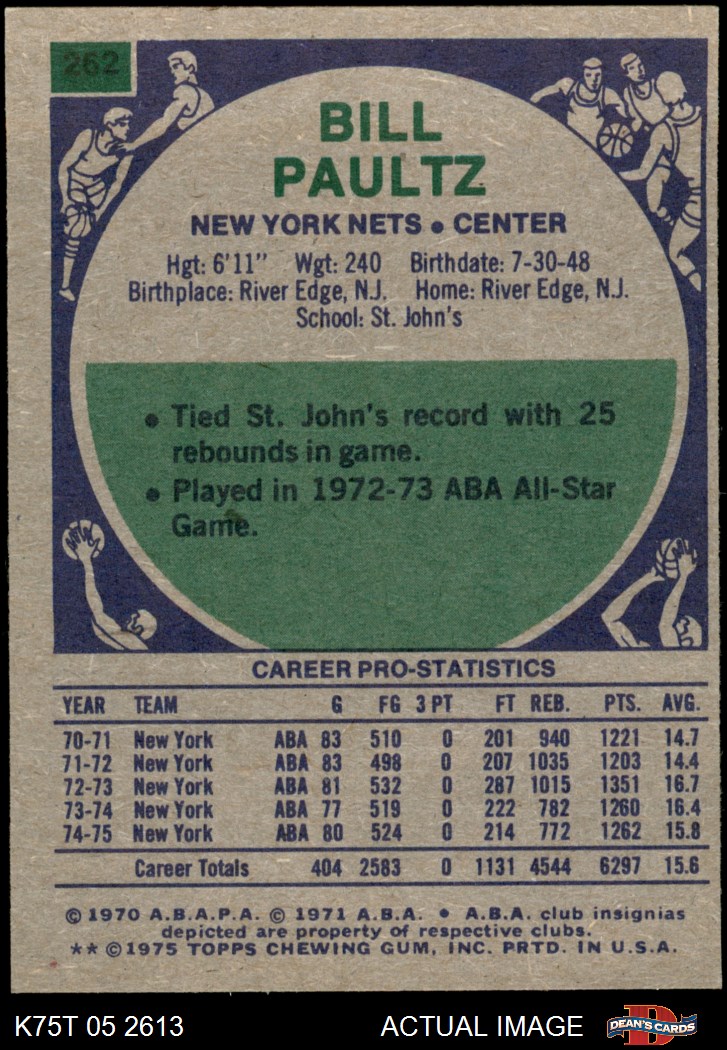 262
BILL
PAULTZ
NEW YORK NETS • CENTER
Hgt: 6'11" Wgt: 240 Birthdate: 7-30-48
Birthplace: River Edge, N.J. Home: River Edge, N.J.
School: St. John's
• Tied St. John's record with 25
rebounds in game.
• Played in 1972-73 ABA All-Star
Game.
CAREER PRO-STATISTICS
YEAR TEAM G FG 3 PT FT REB. PTS. AVG.
70-71 New York ABA 83 510 0 201 940 1221 14.7
71-72 New York ABA 83 498 0 207 1035 1203 14.4
72-73 New York ABA 81 532 0 287 1015 1351 16.7
73-74 New York ABA 77 519 0 222 782 1260 16.4
74-75 New York ABA 80 524 0 214 772 1262 15.8
Career Totals 404 2583 0 1131 4544 6297 15.6
© 1970 A.B.A.P.A. © 1971 A.B.A. • A.B.A. club insignias
depicted are property of respective clubs.
** © 1975 TOPPS CHEWING GUM, INC. PRTD. IN U.S.A.
K75T 05 2613 ACTUAL IMAGE D DEAN'S CARDS